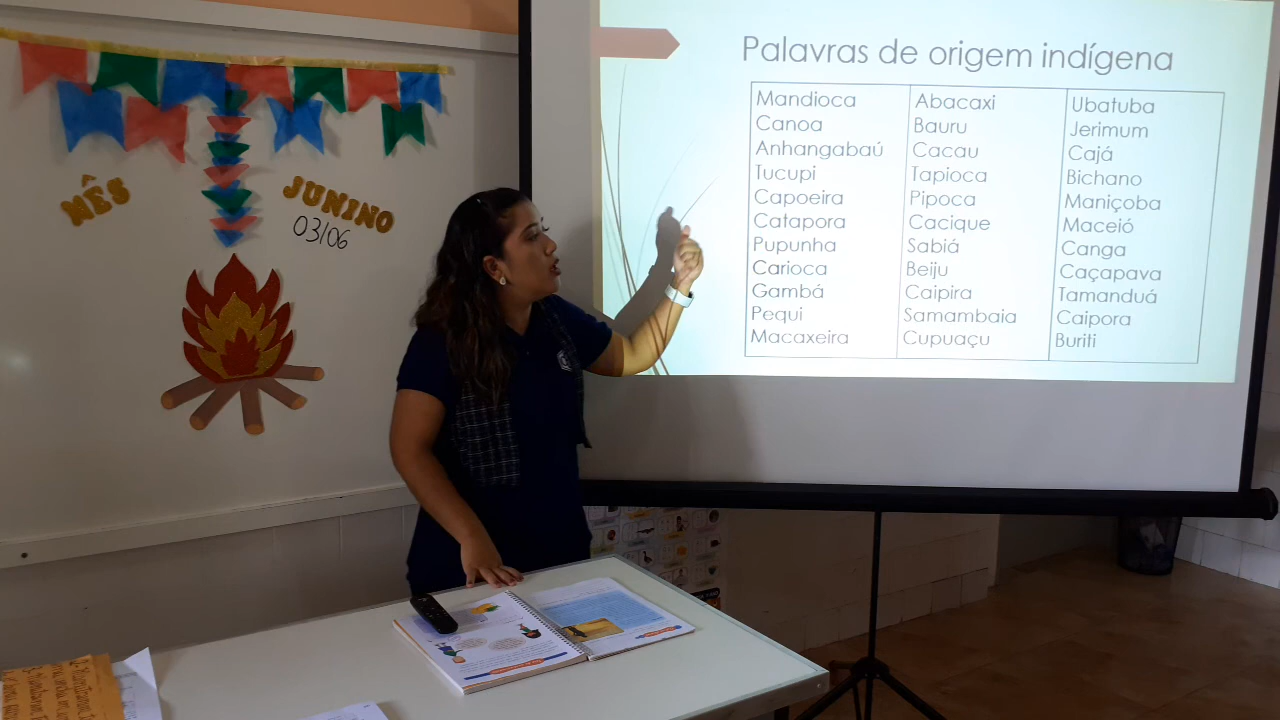 MÊS
JUNINO
03/06
Palavras de origem indígena
Mandioca
Canoa
Anhangabaú
Tucupi
Capoeira
Catapora
Pupunha
Carioca
Gambá
Pequi
Macaxeira
Abacaxi
Bauru
Cacau
Tapioca
Pipoca
Cacique
Sabiá
Beiju
Caipira
Samambaia
Cupuaçu
Ubatuba
Jerimum
Cajá
Bichano
Maniçoba
Maceió
Canga
Caçapava
Tamanduá
Caipora
Buriti